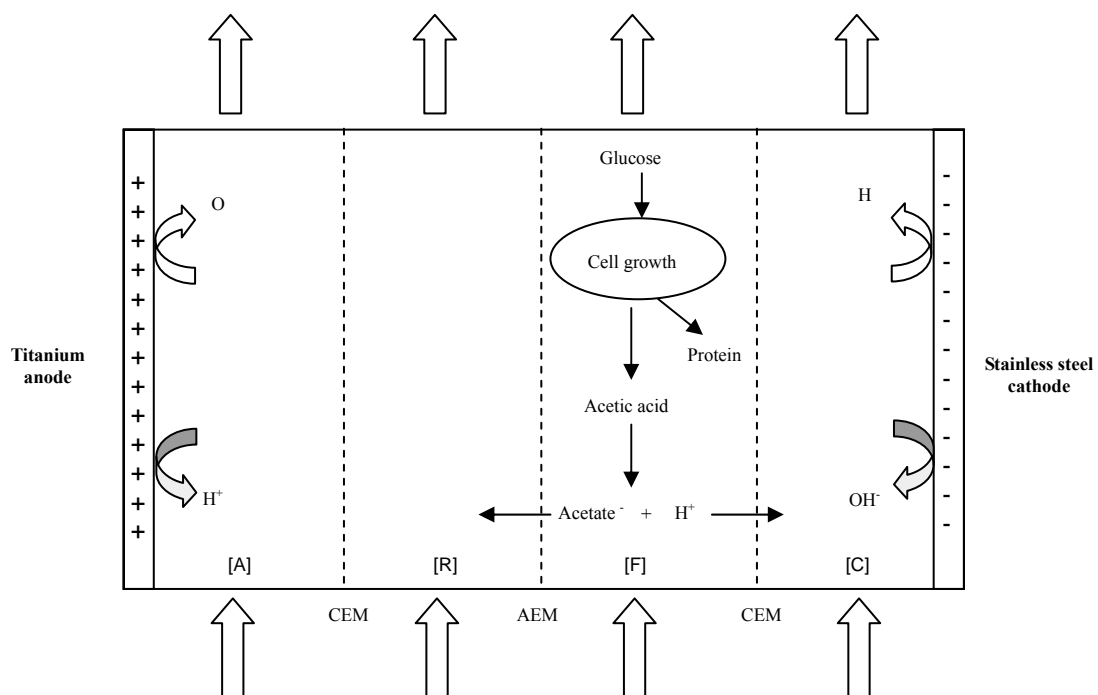 Glucose
O
H
Cell growth
Protein
Titanium
anode
Stainless steel
cathode
Acetic acid
H⁺
Acetate ⁻ + H⁺
OH⁻
[A]
[R]
[F]
[C]
CEM
AEM
CEM
+
+
+
+
+
+
+
+
+
+
+
+
+
-
-
-
-
-
-
-
-
-
-
-
-
-